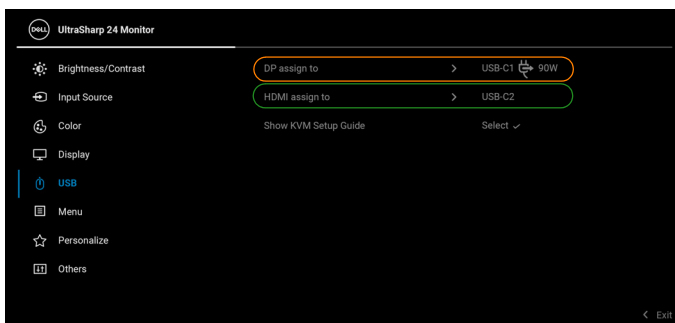 DELL UltraSharp 24 Monitor
Brightness/Contrast DP assign to > USB-C1 90W
Input Source HDMI assign to > USB-C2
Color Show KVM Setup Guide Select ✓
Display
USB
Menu
Personalize
Others
< Exit